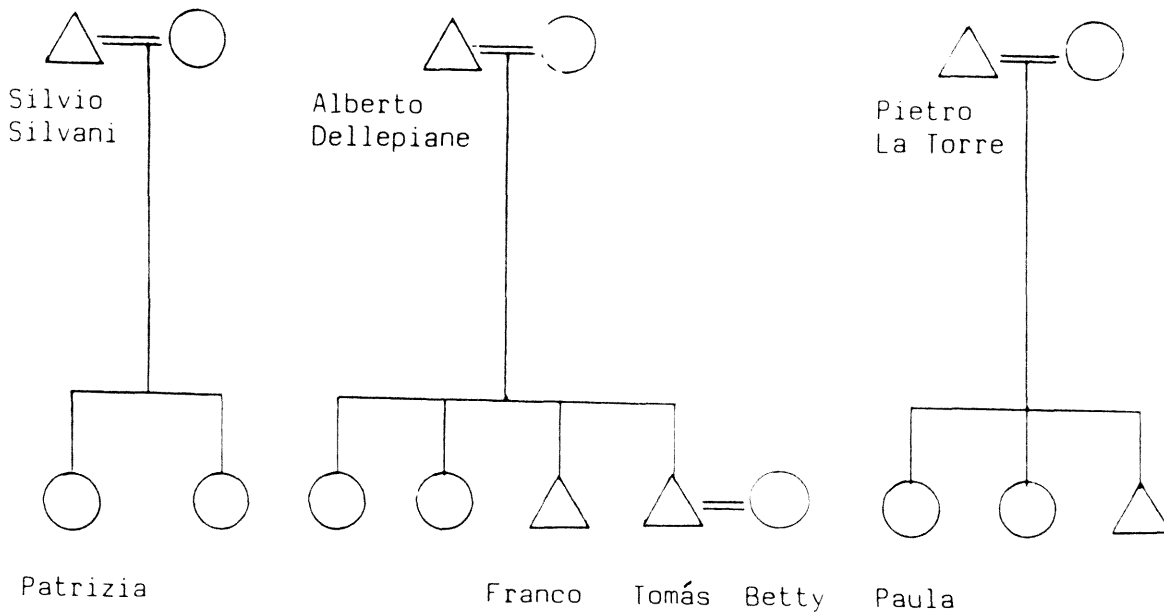 Silvio
Silvani
Alberto
Dellepiane
Pietro
La Torre
Patrizia
Franco
Tomás
Betty
Paula